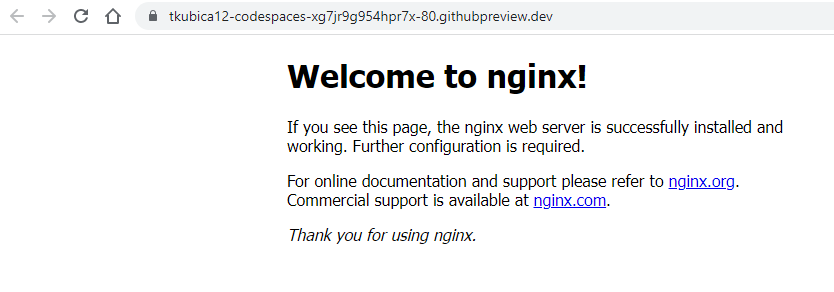 tkubica12-codespaces-xg7jr9g954hpr7x-80.githubpreview.dev
Welcome to nginx!
If you see this page, the nginx web server is successfully installed and
working. Further configuration is required.
For online documentation and support please refer to nginx.org.
Commercial support is available at nginx.com.
Thank you for using nginx.